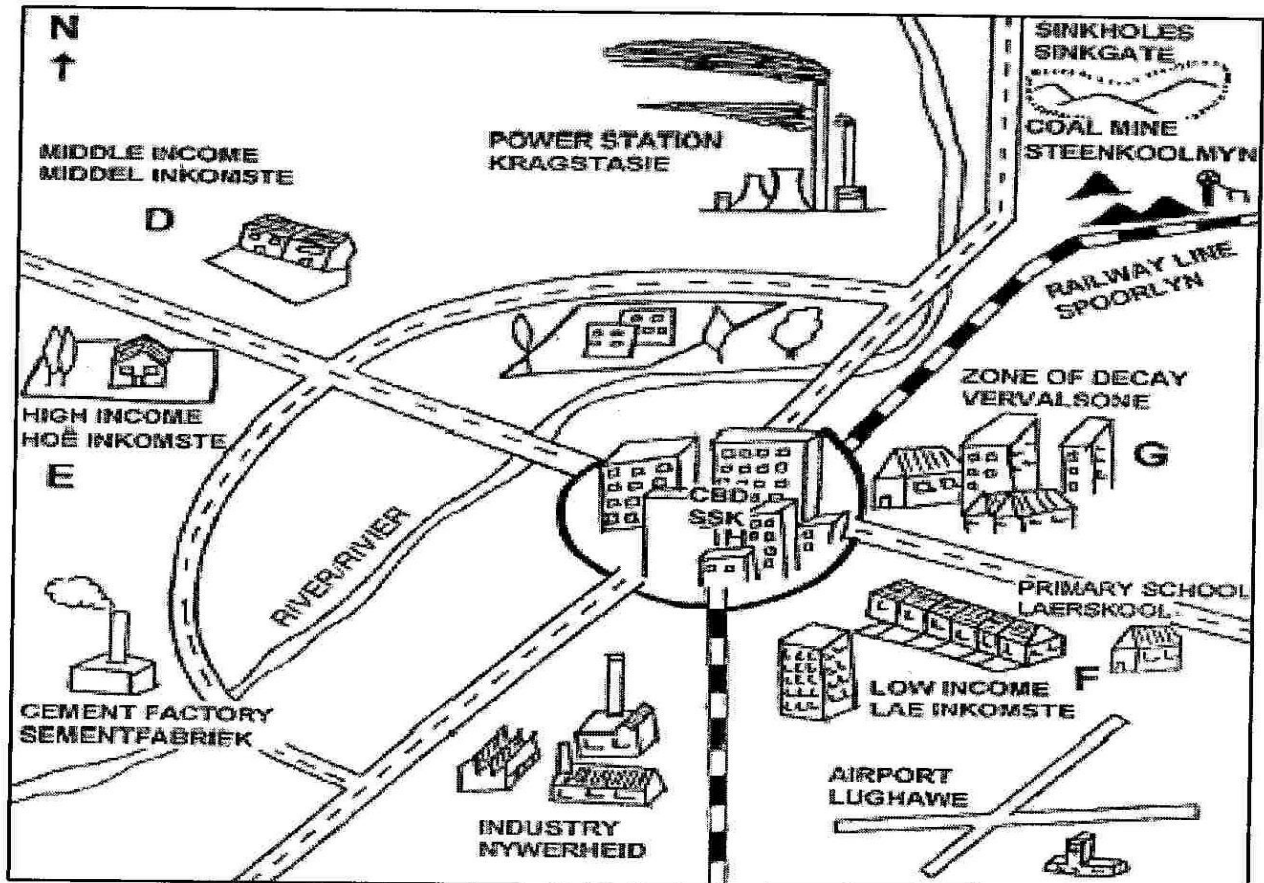 N
SINKHOLES
SINKGATE
POWER STATION
KRAGSTASIE
COAL MINE
STEENKOOLMYN
MIDDLE INCOME
MIDDEL INKOMSTE
D
RAILWAY LINE
SPOORLYN
HIGH INCOME
HOË INKOMSTE
E
ZONE OF DECAY
VERVALSONE
G
CBD
SSK
RIVER/RIVIER
PRIMARY SCHOOL
LAERSKOOL
CEMENT FACTORY
SEMENTFABRIEK
LOW INCOME
LAE INKOMSTE
F
AIRPORT
LUGHAWE
INDUSTRY
NYWERHEID